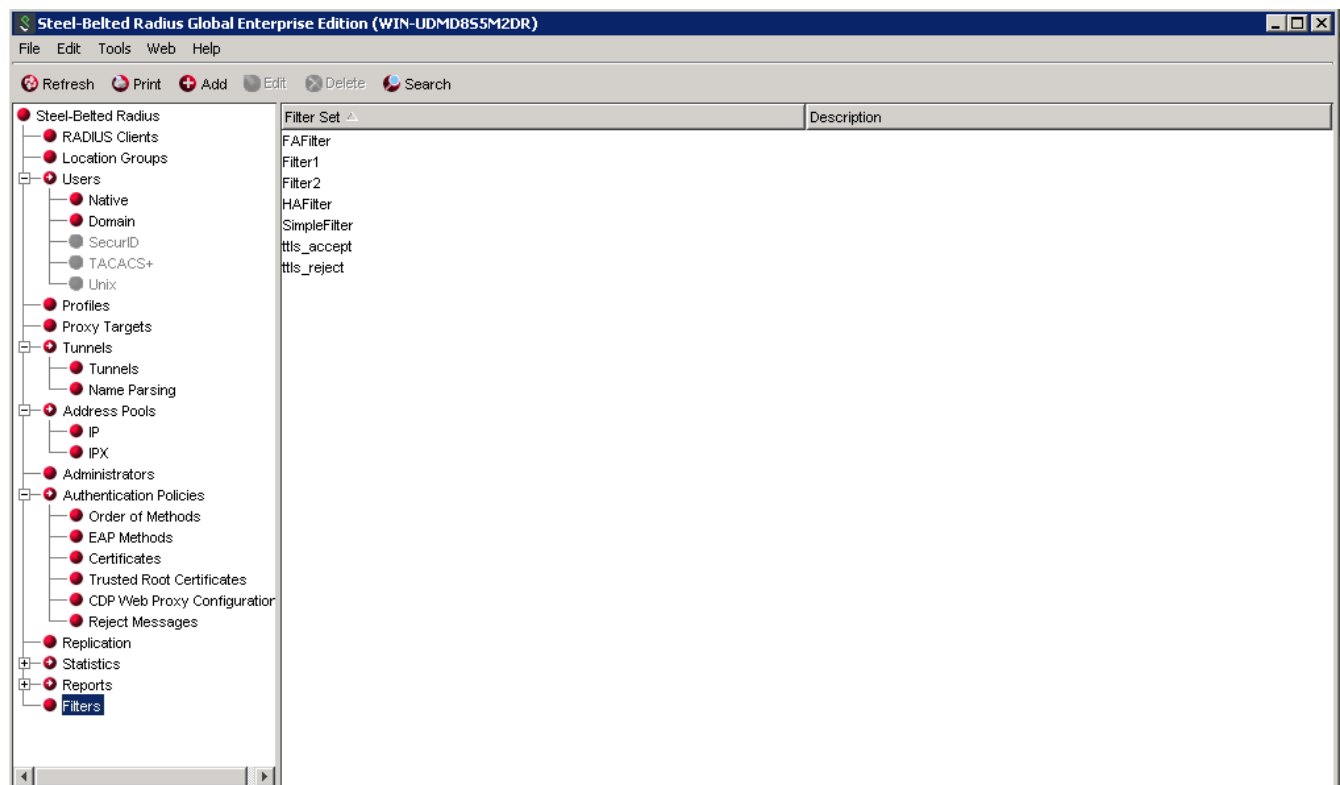 Steel-Belted Radius Global Enterprise Edition (WIN-UDMD8S5M2DR)
File Edit Tools Web Help
Refresh Print Add Edit Delete Search
Steel-Belted Radius
RADIUS Clients
Location Groups
Users
Native
Domain
SecurID
TACACS+
Unix
Profiles
Proxy Targets
Tunnels
Tunnels
Name Parsing
Address Pools
IP
IPX
Administrators
Authentication Policies
Order of Methods
EAP Methods
Certificates
Trusted Root Certificates
CDP Web Proxy Configuration
Reject Messages
Replication
Statistics
Reports
Filters
Filter Set Description
FAFilter
Filter1
Filter2
HAFilter
SimpleFilter
ttls_accept
ttls_reject